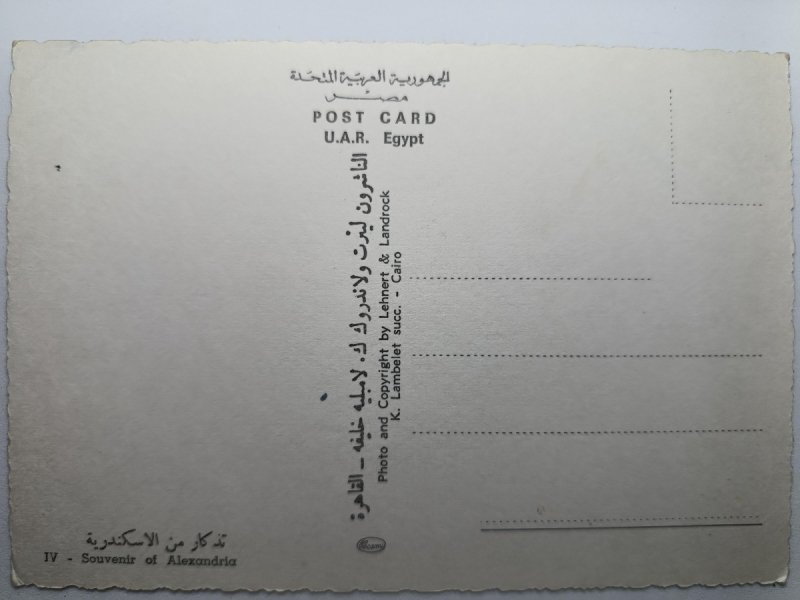 الجمهورية العربية المتحدة
مصر
POST CARD
U.A.R. Egypt
الناشرون لينرت ولاندروك ك. لامبليه خليفه - القاهرة
Photo and Copyright by Lehnert & Landrock
K. Lambelet succ. - Cairo
تذكار من الاسكندرية
IV - Souvenir of Alexandria